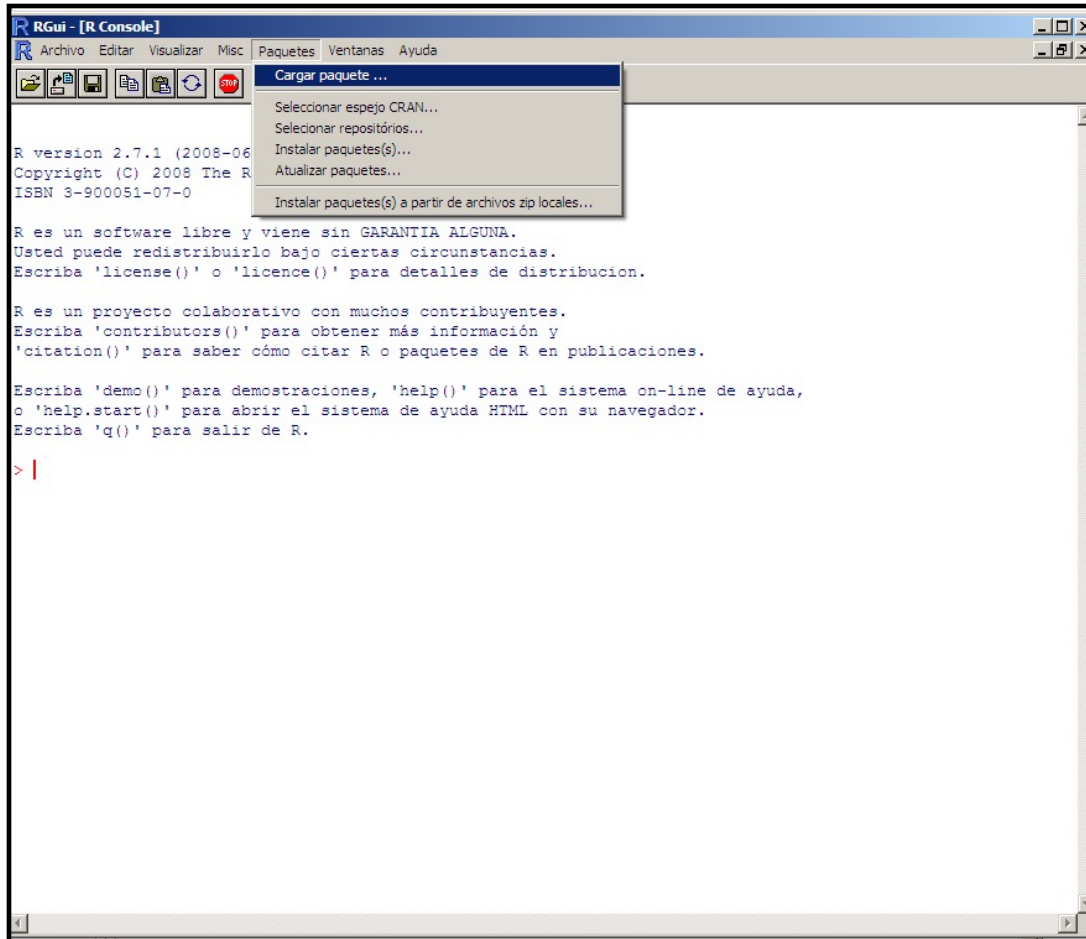 RGui - [R Console]
Archivo Editar Visualizar Misc Paquetes Ventanas Ayuda
STOP
Cargar paquete ...
Seleccionar espejo CRAN...
Selecionar repositórios...
Instalar paquetes(s)...
Atualizar paquetes...
Instalar paquetes(s) a partir de archivos zip locales...
R version 2.7.1 (2008-06
Copyright (C) 2008 The R
ISBN 3-900051-07-0
R es un software libre y viene sin GARANTIA ALGUNA.
Usted puede redistribuirlo bajo ciertas circunstancias.
Escriba 'license()' o 'licence()' para detalles de distribucion.
R es un proyecto colaborativo con muchos contribuyentes.
Escriba 'contributors()' para obtener más información y
'citation()' para saber cómo citar R o paquetes de R en publicaciones.
Escriba 'demo()' para demostraciones, 'help()' para el sistema on-line de ayuda,
o 'help.start()' para abrir el sistema de ayuda HTML con su navegador.
Escriba 'q()' para salir de R.
>